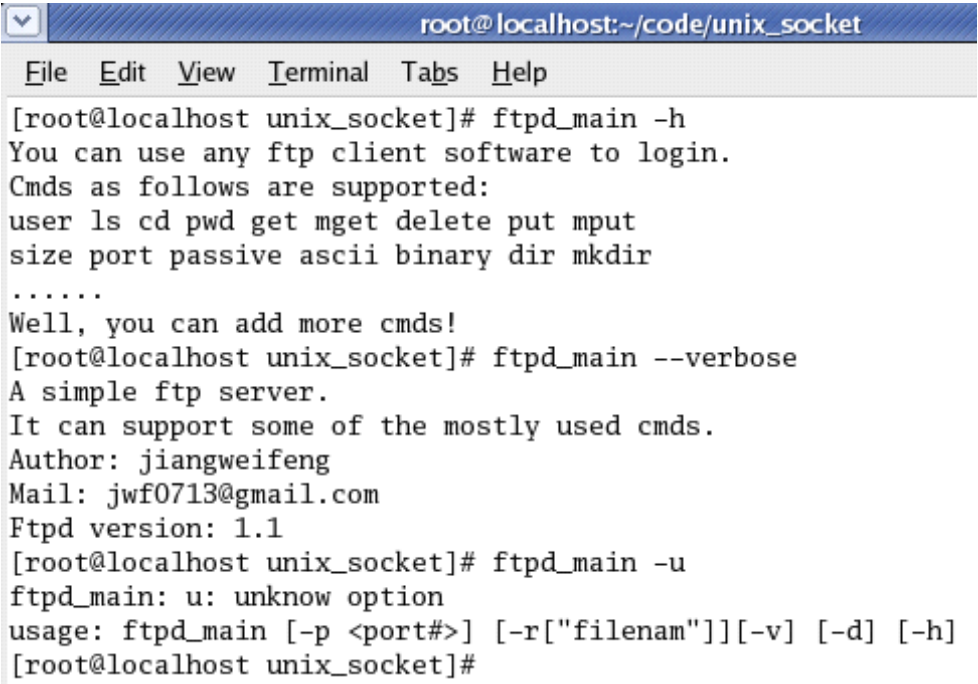 root@localhost:~/code/unix_socket
File Edit View Terminal Tabs Help
[root@localhost unix_socket]# ftpd_main -h
You can use any ftp client software to login.
Cmds as follows are supported:
user ls cd pwd get mget delete put mput
size port passive ascii binary dir mkdir
......
Well, you can add more cmds!
[root@localhost unix_socket]# ftpd_main --verbose
A simple ftp server.
It can support some of the mostly used cmds.
Author: jiangweifeng
Mail: jwf0713@gmail.com
Ftpd version: 1.1
[root@localhost unix_socket]# ftpd_main -u
ftpd_main: u: unknow option
usage: ftpd_main [-p <port#>] [-r["filenam"]][-v] [-d] [-h]
[root@localhost unix_socket]#